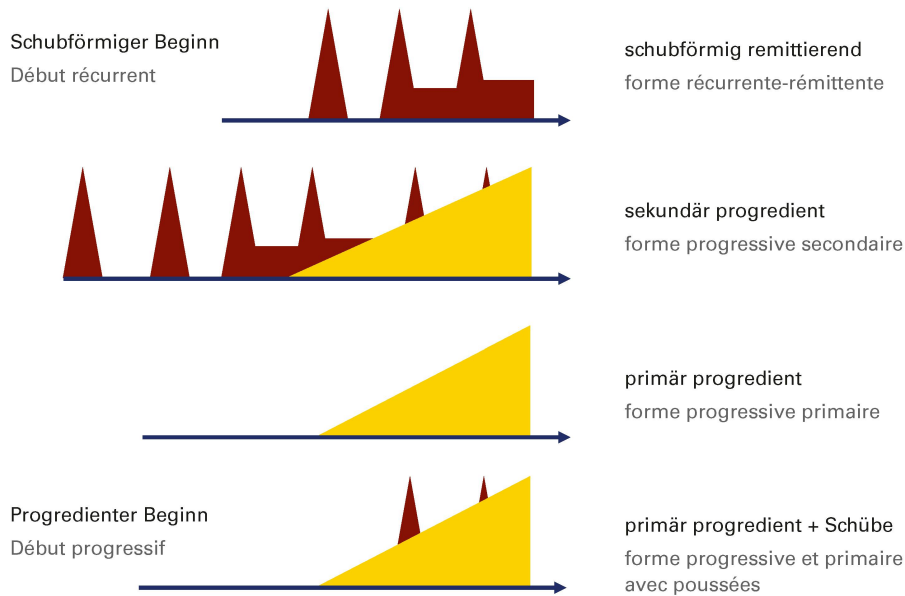 Schubförmiger Beginn
Début récurrent
schubförmig remittierend
forme récurrente-rémittente
sekundär progredient
forme progressive secondaire
primär progredient
forme progressive primaire
Progredienter Beginn
Début progressif
primär progredient + Schübe
forme progressive et primaire
avec poussées